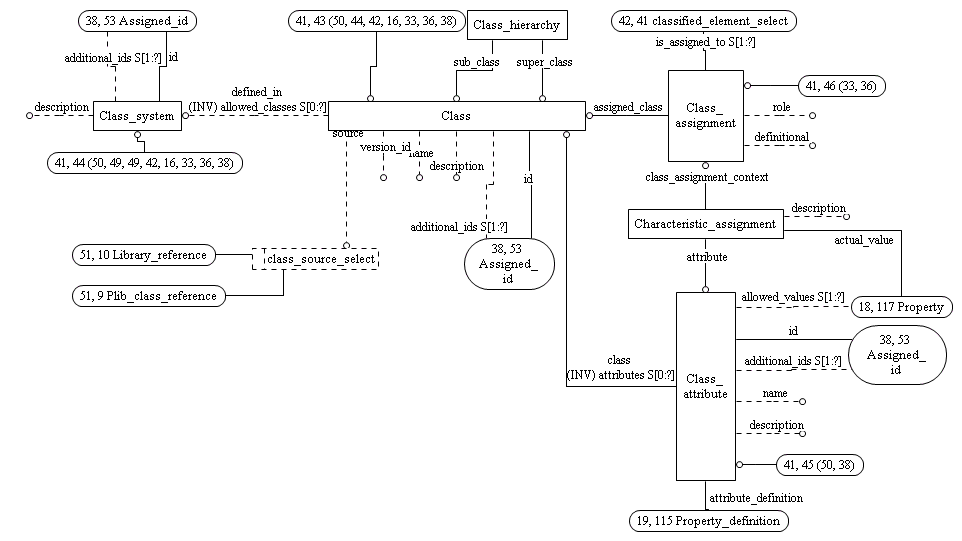 38, 53 Assigned_id
41, 43 (50, 44, 42, 16, 33, 36, 38)
Class_hierarchy
42, 41 classified_element_select
is_assigned_to S[1:?]
additional_ids S[1:?]
id
sub_class
super_class
41, 46 (33, 36)
description
Class_system
defined_in
(INV) allowed_classes S[0:?]
Class
assigned_class
Class_
assignment
role
definitional
source
version_id
name
description
id
41, 44 (50, 49, 49, 42, 16, 33, 36, 38)
class_assignment_context
additional_ids S[1:?]
Characteristic_assignment
description
actual_value
51, 10 Library_reference
class_source_select
38, 53
Assigned_
id
attribute
51, 9 Plib_class_reference
allowed_values S[1:?]
18, 117 Property
id
38, 53
Assigned_
id
additional_ids S[1:?]
class
(INV) attributes S[0:?]
Class_
attribute
name
description
41, 45 (50, 38)
attribute_definition
19, 115 Property_definition